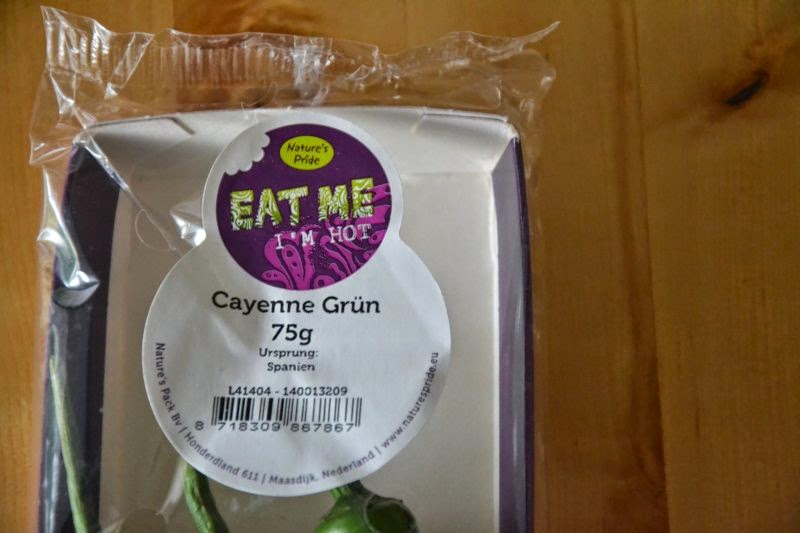 Nature's
Pride
EAT ME
I'M HOT
Cayenne Grün
75g
Ursprung:
Spanien
L41404 - 140013209
8 718309 867867
Nature's Pack Bv | Honderdland 611 | Maasdijk, Nederland | www.naturespride.eu